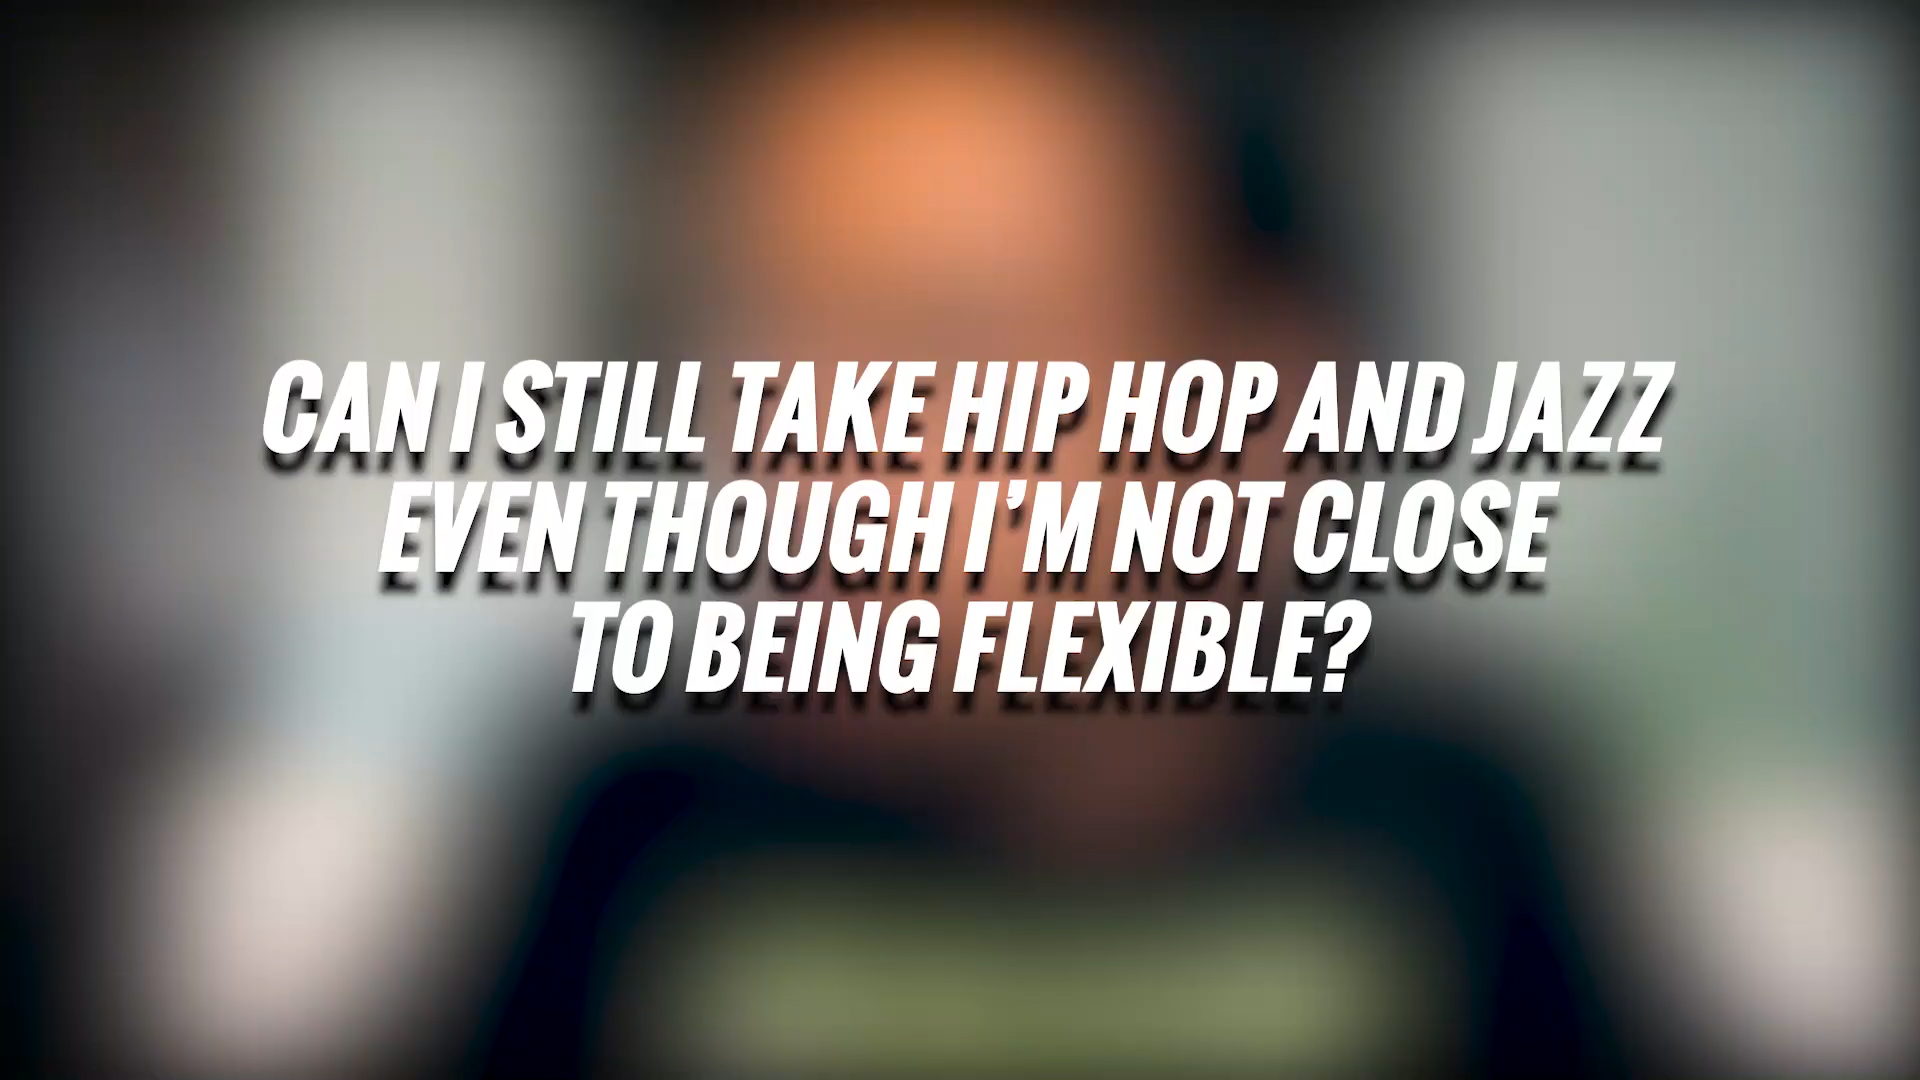 CAN I STILL TAKE HIP HOP AND JAZZ
EVEN THOUGH I'M NOT CLOSE
TO BEING FLEXIBLE?